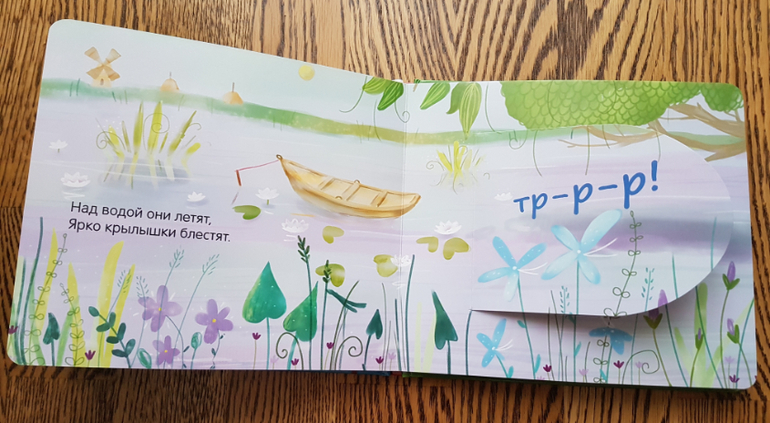 Над водой они летят,
Ярко крылышки блестят.
тр-р-р!